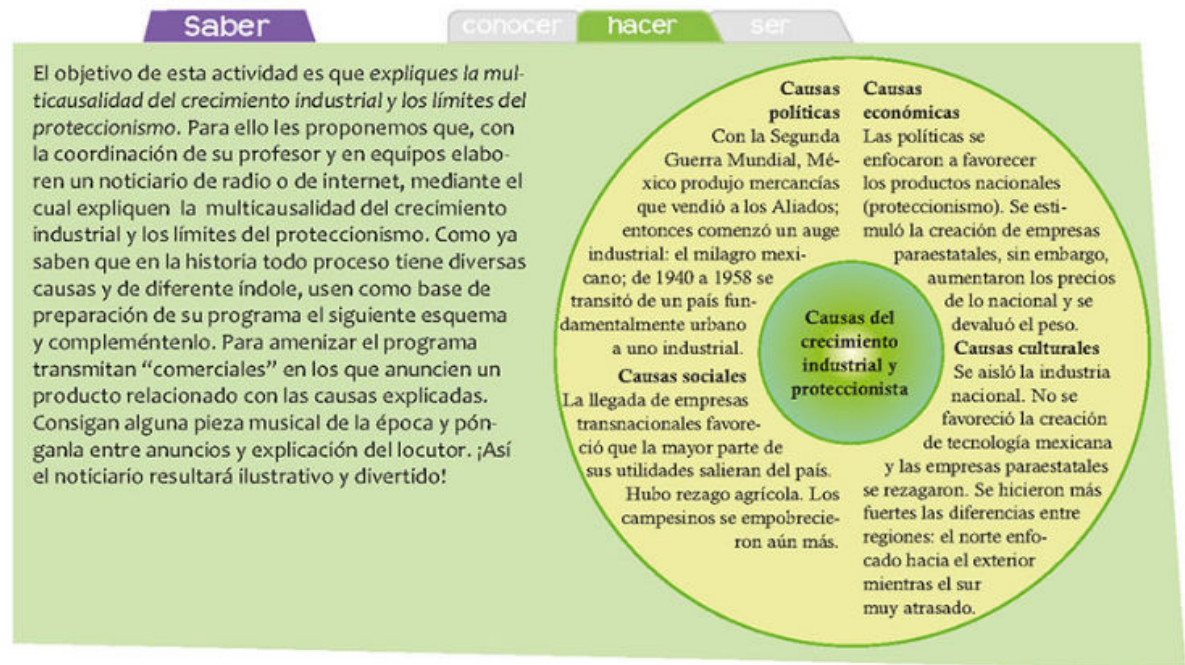 Saber
conocer
hacer
ser
El objetivo de esta actividad es que expliques la mul-
ticausalidad del crecimiento industrial y los límites del
proteccionismo. Para ello les proponemos que, con
la coordinación de su profesor y en equipos elabo-
ren un noticiario de radio o de internet, mediante el
cual expliquen la multicausalidad del crecimiento
industrial y los límites del proteccionismo. Como ya
saben que en la historia todo proceso tiene diversas
causas y de diferente índole, usen como base de
preparación de su programa el siguiente esquema
y compleméntenlo. Para amenizar el programa
transmitan “comerciales” en los que anuncien un
producto relacionado con las causas explicadas.
Consigan alguna pieza musical de la época y pón-
ganla entre anuncios y explicación del locutor. ¡Así
el noticiario resultará ilustrativo y divertido!
Causas
políticas
Con la Segunda
Guerra Mundial, Mé-
xico produjo mercancías
que vendió a los Aliados;
entonces comenzó un auge
industrial: el milagro mexi-
cano; de 1940 a 1958 se
transitó de un país fun-
damentalmente urbano
a uno industrial.
Causas sociales
La llegada de empresas
transnacionales favore-
ció que la mayor parte de
sus utilidades salieran del país.
Hubo rezago agrícola. Los
campesinos se empobrecie-
ron aún más.
Causas
económicas
Las políticas se
enfocaron a favorecer
los productos nacionales
(proteccionismo). Se esti-
muló la creación de empresas
paraestatales, sin embargo,
aumentaron los precios
de lo nacional y se
devaluó el peso.
Causas culturales
Se aisló la industria
nacional. No se
favoreció la creación
de tecnología mexicana
y las empresas paraestatales
se rezagaron. Se hicieron más
fuertes las diferencias entre
regiones: el norte enfo-
cado hacia el exterior
mientras el sur
muy atrasado.
Causas del
crecimiento
industrial y
proteccionista